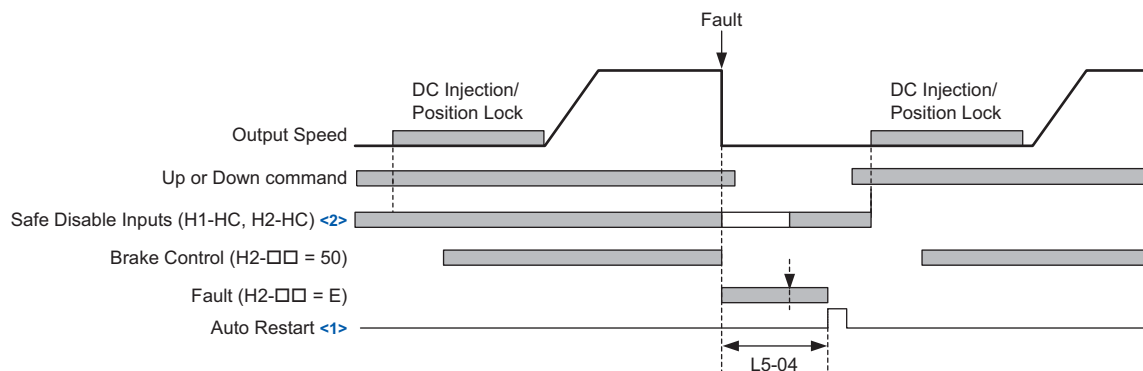 Fault
DC Injection/
Position Lock
DC Injection/
Position Lock
Output Speed
Up or Down command
Safe Disable Inputs (H1-HC, H2-HC) <2>
Brake Control (H2-□□ = 50)
Fault (H2-□□ = E)
Auto Restart <1>
L5-04